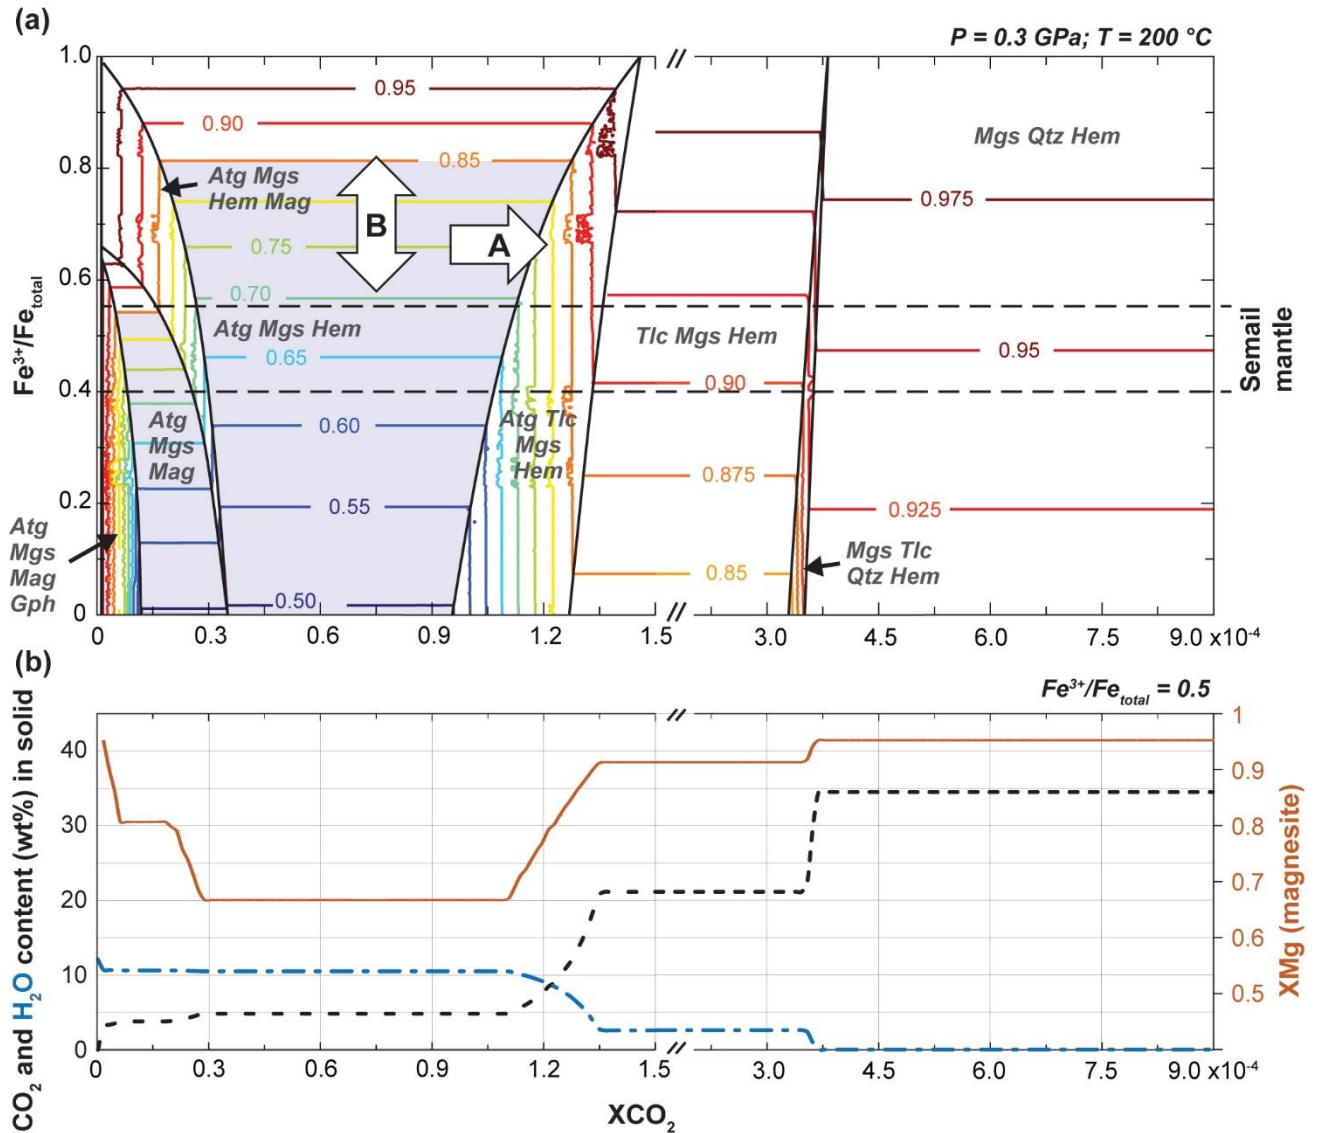 (a)
P = 0.3 GPa; T = 200 °C
1.0
0.8
0.6
0.4
0.2
0
Fe³⁺/Fe_total
0.95
0.90
0.85
Atg Mgs
Hem Mag
B
A
0.75
0.70
Atg Mgs Hem
0.65
0.60
0.55
0.50
Atg
Mgs
Mag
Atg
Mgs
Mag
Gph
Atg Tlc
Mgs
Hem
Tlc Mgs Hem
0.90
0.875
0.85
Mgs Qtz Hem
0.975
0.95
0.925
Mgs Tlc
Qtz Hem
Semail
mantle
0 0.3 0.6 0.9 1.2 1.5 // 3.0 4.5 6.0 7.5 9.0 x10⁻⁴
(b)
Fe³⁺/Fe_total = 0.5
CO₂ and H₂O content (wt%) in solid
40
30
20
10
0
1
0.9
0.8
0.7
0.6
0.5
XMg (magnesite)
0 0.3 0.6 0.9 1.2 1.5 // 3.0 4.5 6.0 7.5 9.0 x10⁻⁴
XCO₂